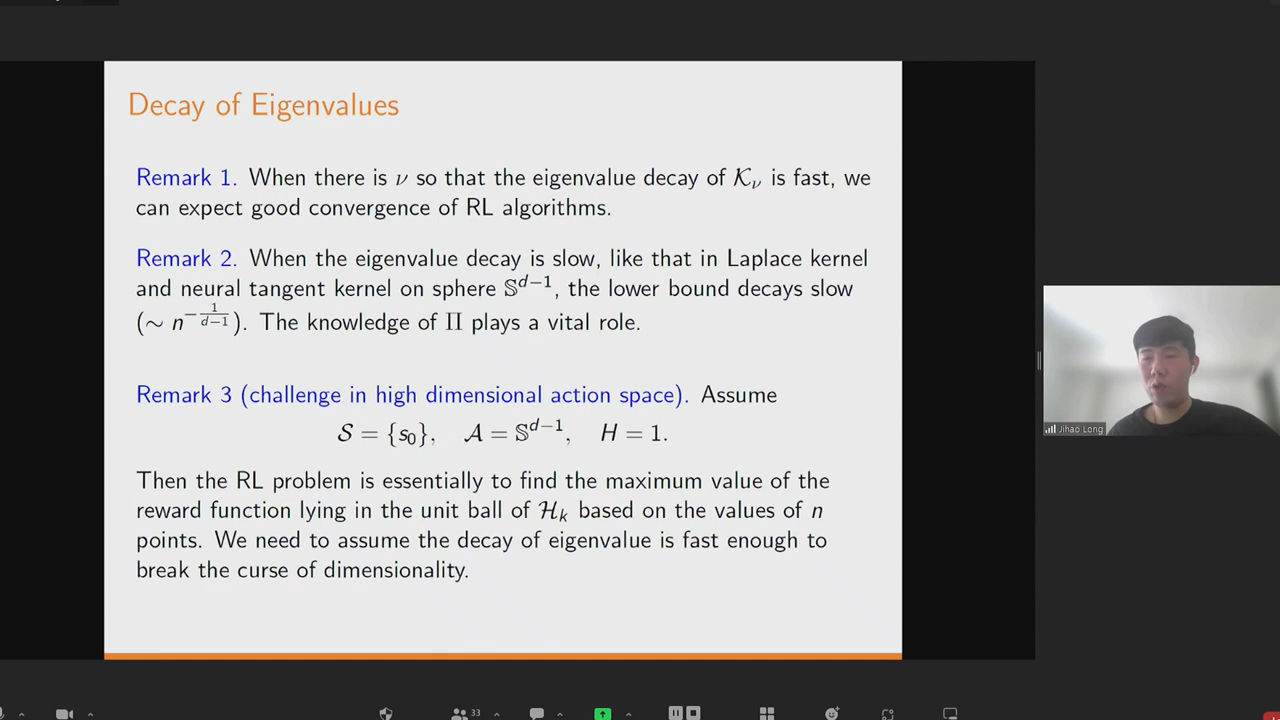 Decay of Eigenvalues
Remark 1. When there is ν so that the eigenvalue decay of 𝒦_ν is fast, we
can expect good convergence of RL algorithms.
Remark 2. When the eigenvalue decay is slow, like that in Laplace kernel
and neural tangent kernel on sphere 𝕊^{d−1}, the lower bound decays slow
(∼ n^{−\frac{1}{d−1}}). The knowledge of Π plays a vital role.
Remark 3 (challenge in high dimensional action space). Assume
𝒮 = {s₀}, 𝒜 = 𝕊^{d−1}, H = 1.
Then the RL problem is essentially to find the maximum value of the
reward function lying in the unit ball of ℋ_k based on the values of n
points. We need to assume the decay of eigenvalue is fast enough to
break the curse of dimensionality.
Jihao Long
33